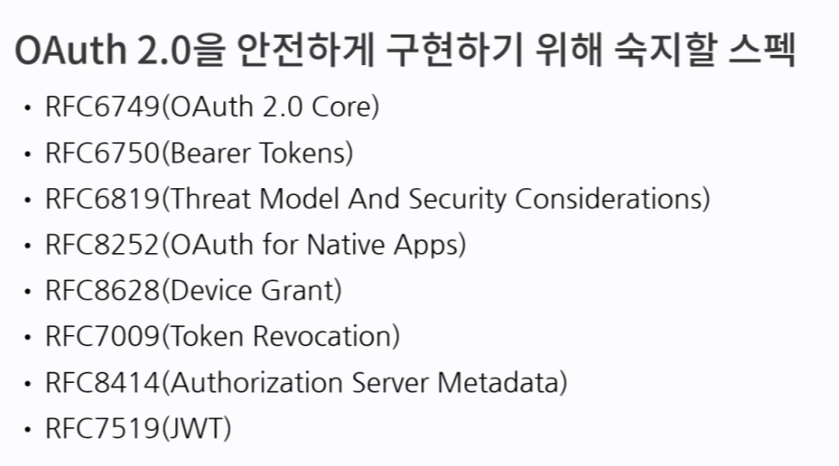 OAuth 2.0을 안전하게 구현하기 위해 숙지할 스펙
• RFC6749(OAuth 2.0 Core)
• RFC6750(Bearer Tokens)
• RFC6819(Threat Model And Security Considerations)
• RFC8252(OAuth for Native Apps)
• RFC8628(Device Grant)
• RFC7009(Token Revocation)
• RFC8414(Authorization Server Metadata)
• RFC7519(JWT)